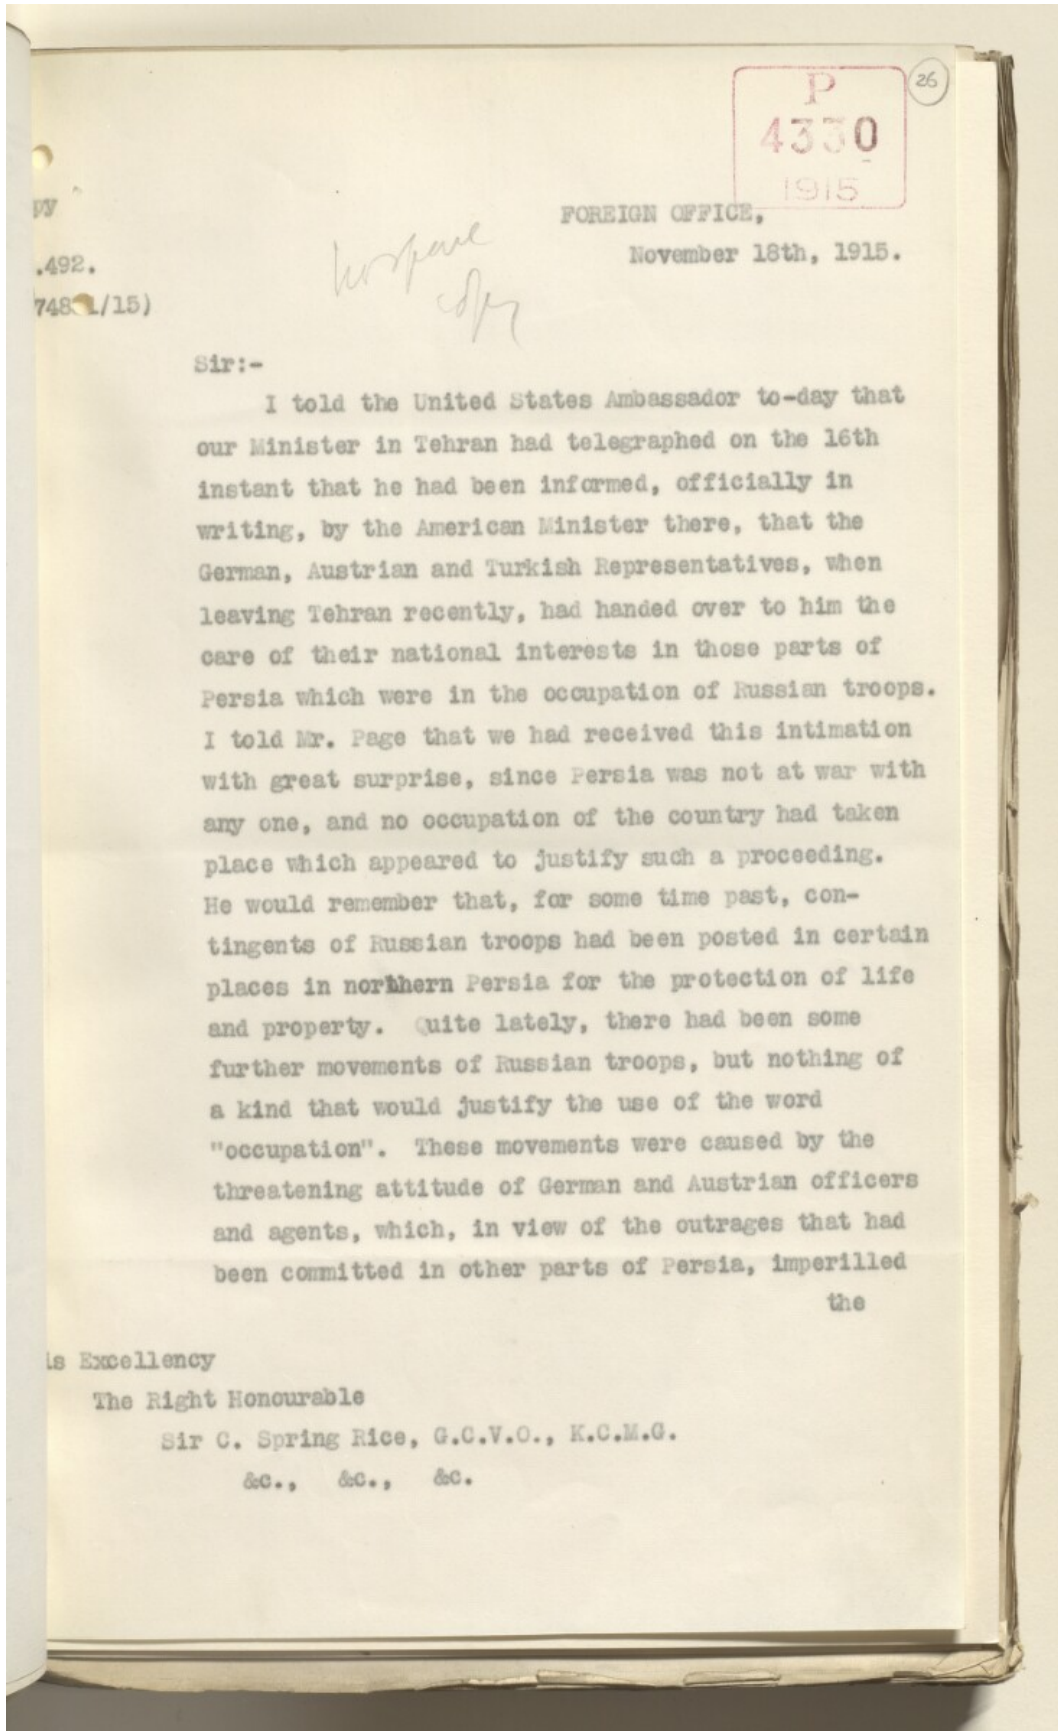 26
P
4330
1915
py
FOREIGN OFFICE,
November 18th, 1915.
.492.
copy
/15)
Sir:-
I told the United States Ambassador to-day that
our Minister in Tehran had telegraphed on the 16th
instant that he had been informed, officially in
writing, by the American Minister there, that the
German, Austrian and Turkish Representatives, when
leaving Tehran recently, had handed over to him the
care of their national interests in those parts of
Persia which were in the occupation of Russian troops.
I told Mr. Page that we had received this intimation
with great surprise, since Persia was not at war with
any one, and no occupation of the country had taken
place which appeared to justify such a proceeding.
He would remember that, for some time past, con-
tingents of Russian troops had been posted in certain
places in northern Persia for the protection of life
and property. Quite lately, there had been some
further movements of Russian troops, but nothing of
a kind that would justify the use of the word
"occupation". These movements were caused by the
threatening attitude of German and Austrian officers
and agents, which, in view of the outrages that had
been committed in other parts of Persia, imperilled
the
is Excellency
The Right Honourable
Sir C. Spring Rice, G.C.V.O., K.C.M.G.
&c., &c., &c.